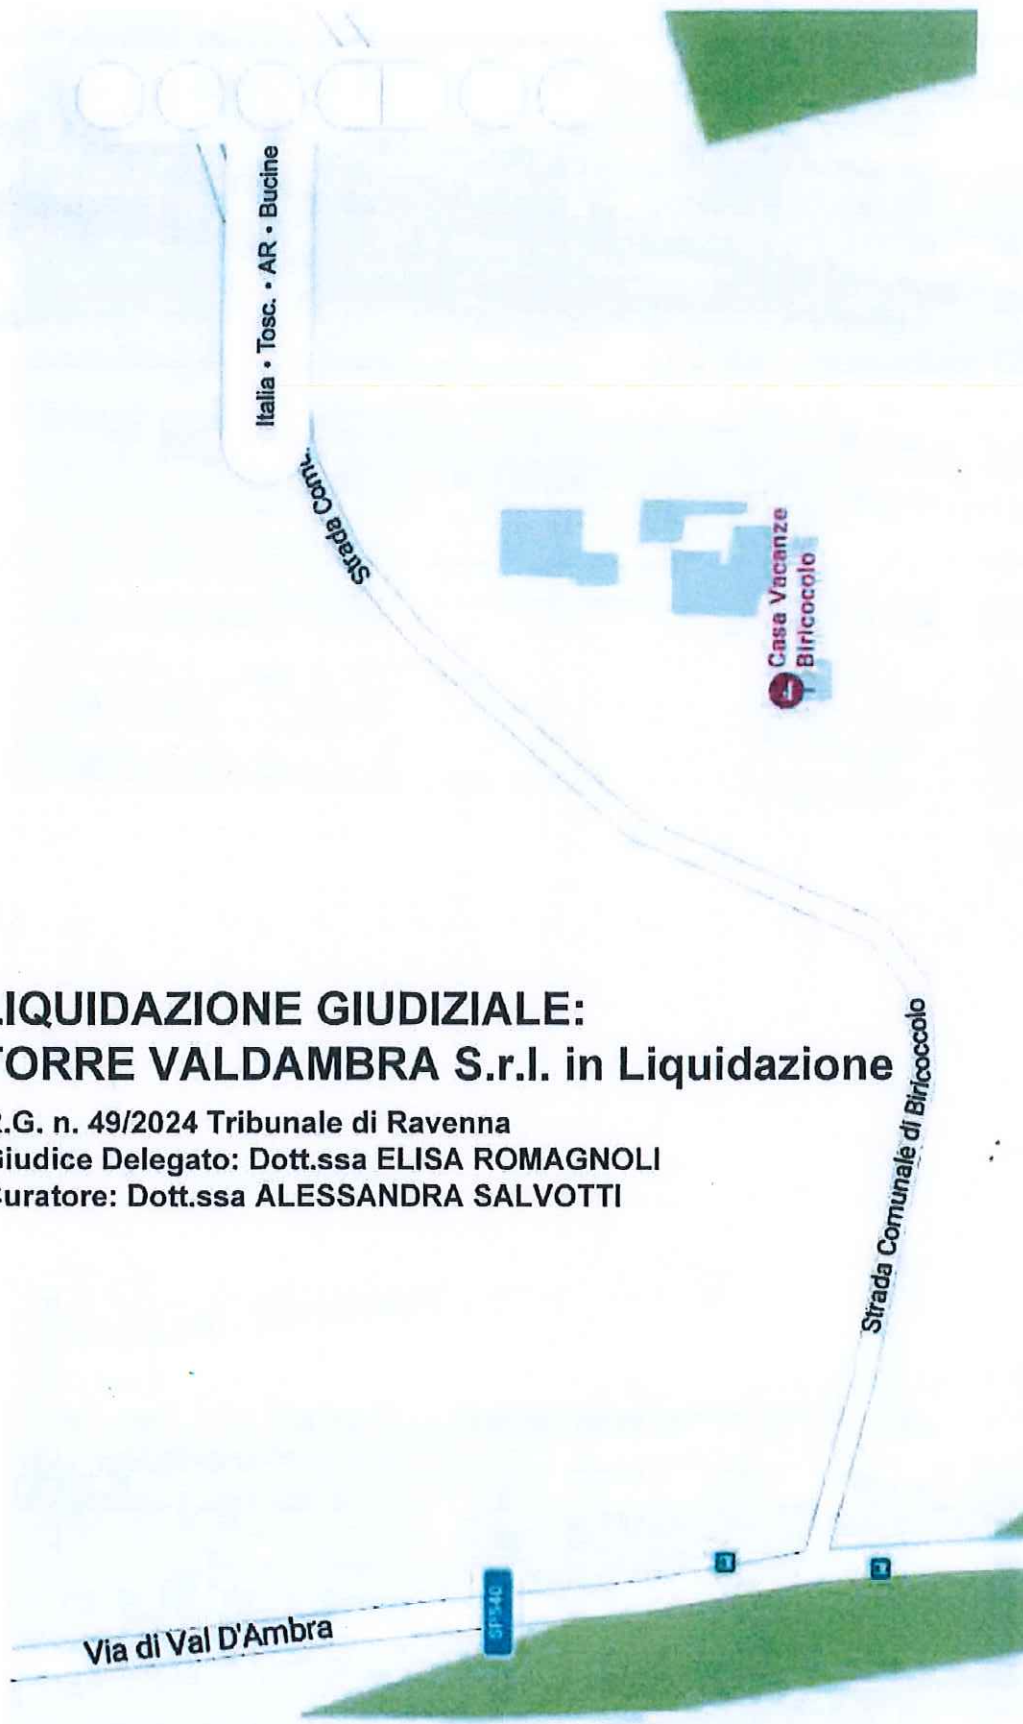 Italia • Tosc. • AR • Bucine
Strada Comu
Casa Vacanze
Biricocolo
LIQUIDAZIONE GIUDIZIALE:
TORRE VALDAMBRA S.r.l. in Liquidazione
R.G. n. 49/2024 Tribunale di Ravenna
Giudice Delegato: Dott.ssa ELISA ROMAGNOLI
Curatore: Dott.ssa ALESSANDRA SALVOTTI
Strada Comunale di Biricoccolo
SP540
Via di Val D'Ambra